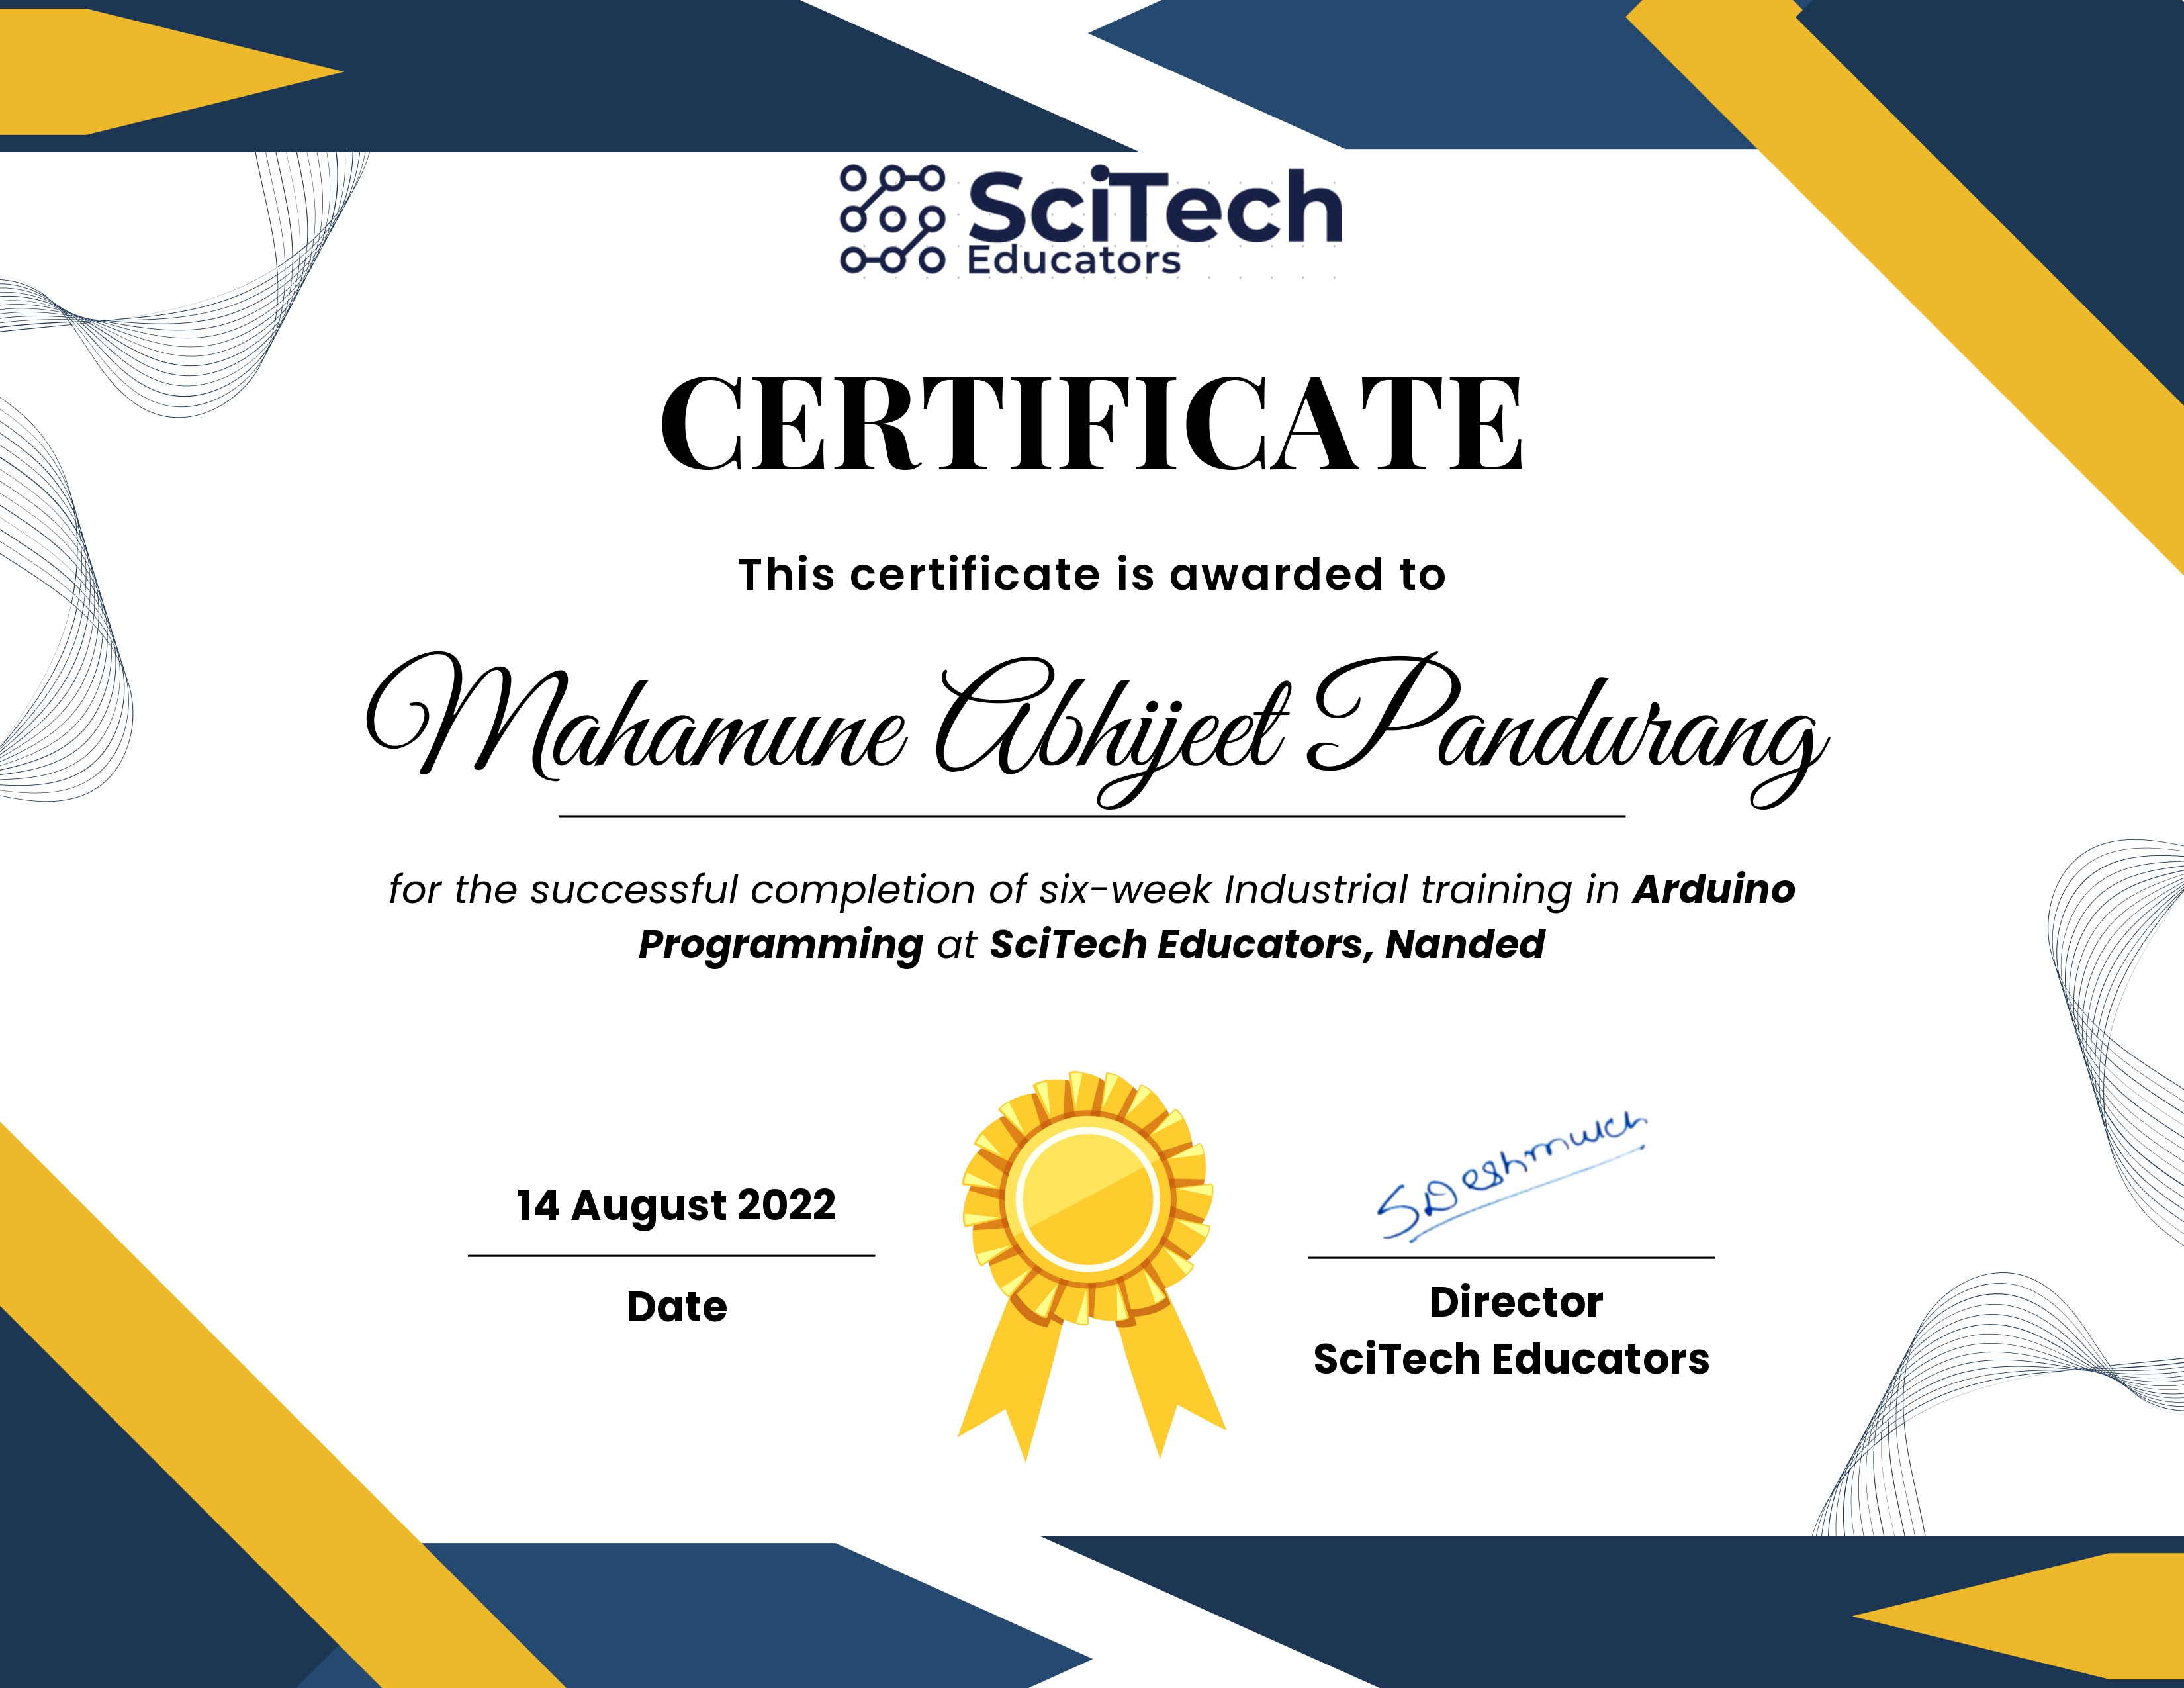 SciTech
Educators
CERTIFICATE
This certificate is awarded to
Mahamune Abhijeet Pandurang
for the successful completion of six-week Industrial training in Arduino
Programming at SciTech Educators, Nanded
14 August 2022
Date
SDeshmukh
Director
SciTech Educators